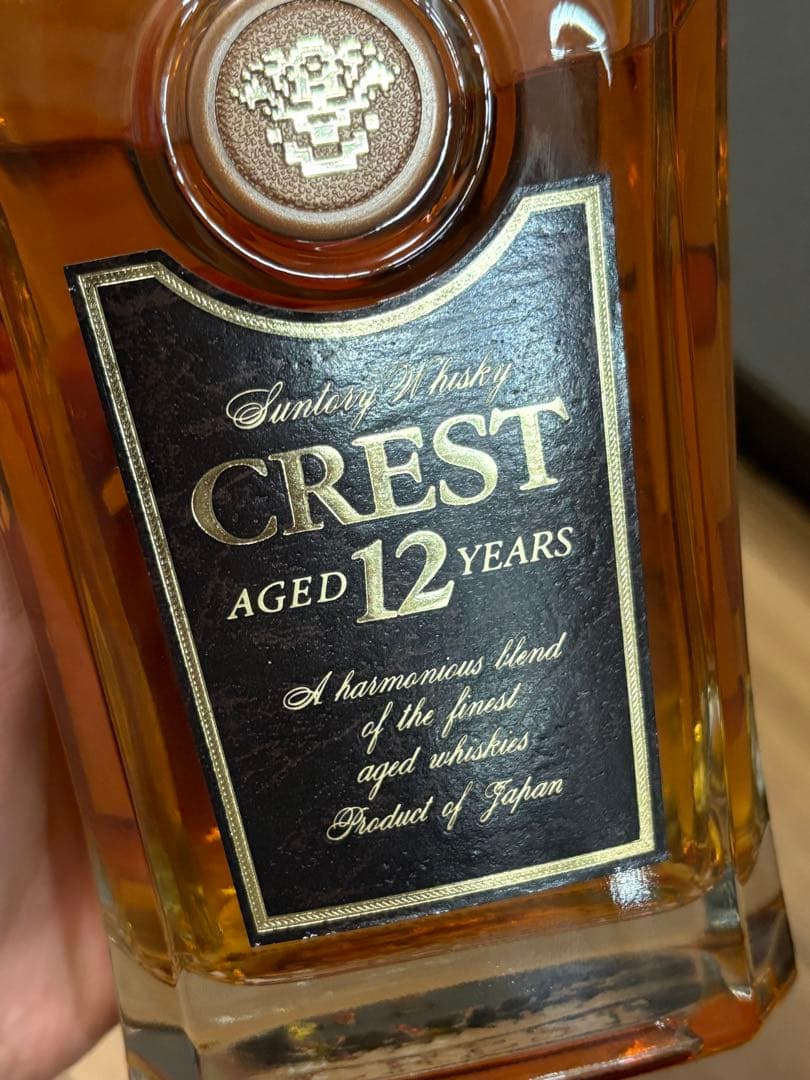 Suntory Whisky
CREST
AGED 12 YEARS
A harmonious blend
of the finest
aged whiskies
Product of Japan